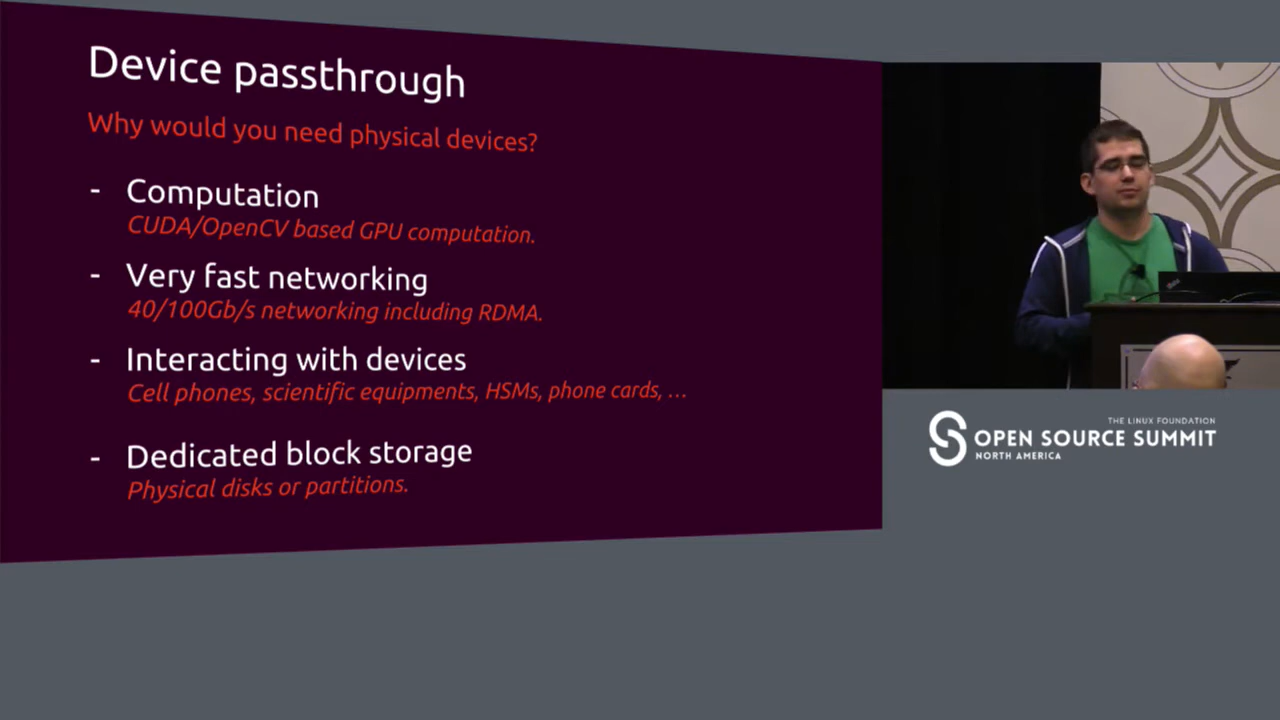 Device passthrough
Why would you need physical devices?
- Computation
CUDA/OpenCV based GPU computation.
- Very fast networking
40/100Gb/s networking including RDMA.
- Interacting with devices
Cell phones, scientific equipments, HSMs, phone cards, ...
- Dedicated block storage
Physical disks or partitions.
THE LINUX FOUNDATION
OPEN SOURCE SUMMIT
NORTH AMERICA